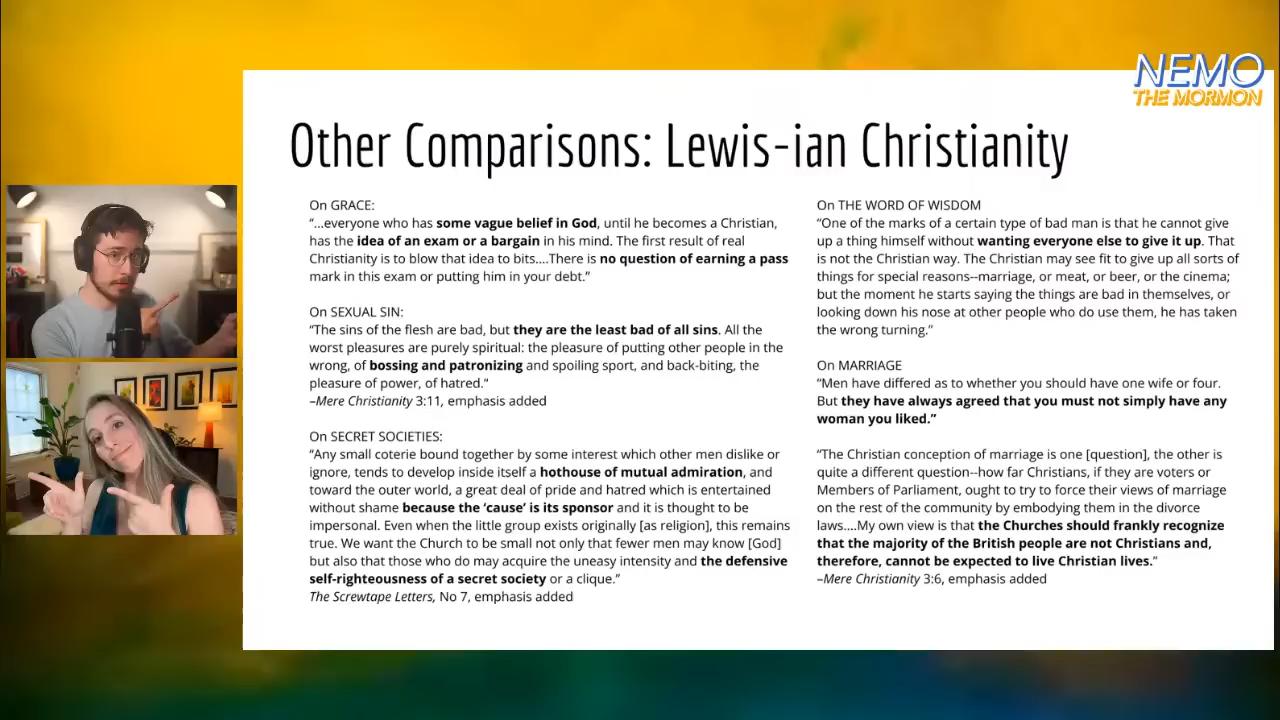 NEMO
THE MORMON
Other Comparisons: Lewis-ian Christianity
On GRACE:
“...everyone who has some vague belief in God, until he becomes a Christian,
has the idea of an exam or a bargain in his mind. The first result of real
Christianity is to blow that idea to bits....There is no question of earning a pass
mark in this exam or putting him in your debt.”
On SEXUAL SIN:
“The sins of the flesh are bad, but they are the least bad of all sins. All the
worst pleasures are purely spiritual: the pleasure of putting other people in the
wrong, of bossing and patronizing and spoiling sport, and back-biting, the
pleasure of power, of hatred.”
–Mere Christianity 3:11, emphasis added
On SECRET SOCIETIES:
“Any small coterie bound together by some interest which other men dislike or
ignore, tends to develop inside itself a hothouse of mutual admiration, and
toward the outer world, a great deal of pride and hatred which is entertained
without shame because the ‘cause’ is its sponsor and it is thought to be
impersonal. Even when the little group exists originally [as religion], this remains
true. We want the Church to be small not only that fewer men may know [God]
but also that those who do may acquire the uneasy intensity and the defensive
self-righteousness of a secret society or a clique.”
The Screwtape Letters, No 7, emphasis added
On THE WORD OF WISDOM
“One of the marks of a certain type of bad man is that he cannot give
up a thing himself without wanting everyone else to give it up. That
is not the Christian way. The Christian may see fit to give up all sorts of
things for special reasons--marriage, or meat, or beer, or the cinema;
but the moment he starts saying the things are bad in themselves, or
looking down his nose at other people who do use them, he has taken
the wrong turning.”
On MARRIAGE
“Men have differed as to whether you should have one wife or four.
But they have always agreed that you must not simply have any
woman you liked.”
“The Christian conception of marriage is one [question], the other is
quite a different question--how far Christians, if they are voters or
Members of Parliament, ought to try to force their views of marriage
on the rest of the community by embodying them in the divorce
laws....My own view is that the Churches should frankly recognize
that the majority of the British people are not Christians and,
therefore, cannot be expected to live Christian lives.”
–Mere Christianity 3:6, emphasis added